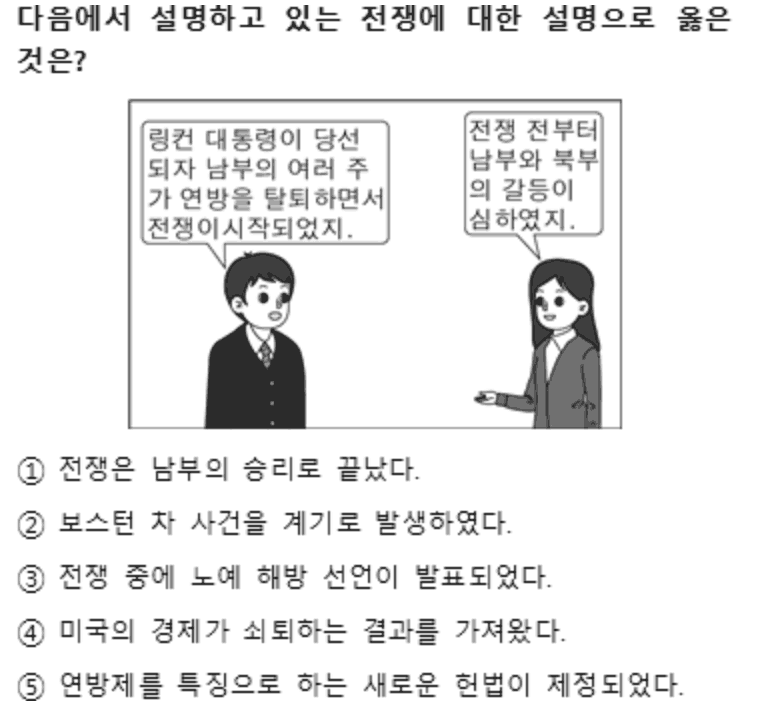 다음에서 설명하고 있는 전쟁에 대한 설명으로 옳은
것은?
링컨 대통령이 당선
되자 남부의 여러 주
가 연방을 탈퇴하면서
전쟁이시작되었지.
전쟁 전부터
남부와 북부
의 갈등이
심하였지.
① 전쟁은 남부의 승리로 끝났다.
② 보스턴 차 사건을 계기로 발생하였다.
③ 전쟁 중에 노예 해방 선언이 발표되었다.
④ 미국의 경제가 쇠퇴하는 결과를 가져왔다.
⑤ 연방제를 특징으로 하는 새로운 헌법이 제정되었다.